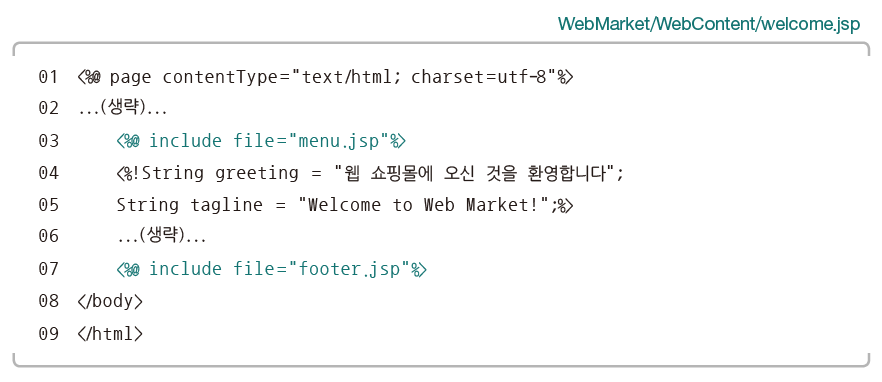 WebMarket/WebContent/welcome.jsp
01 <%@ page contentType="text/html; charset=utf-8"%>
02 ...(생략)...
03 <%@ include file="menu.jsp"%>
04 <%!String greeting = "웹 쇼핑몰에 오신 것을 환영합니다";
05 String tagline = "Welcome to Web Market!";%>
06 ...(생략)...
07 <%@ include file="footer.jsp"%>
08 </body>
09 </html>